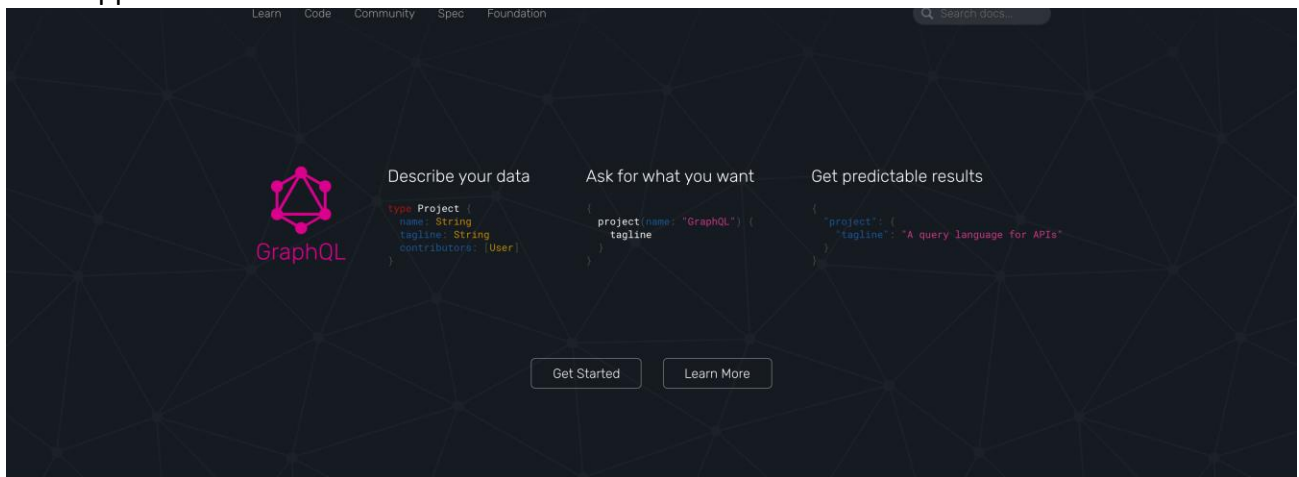 Learn Code Community Spec Foundation
Search docs...
GraphQL
Describe your data
type Project {
name: String
tagline: String
contributors: [User]
}
Ask for what you want
{
project(name: "GraphQL") {
tagline
}
}
Get predictable results
{
"project": {
"tagline": "A query language for APIs"
}
}
Get Started Learn More